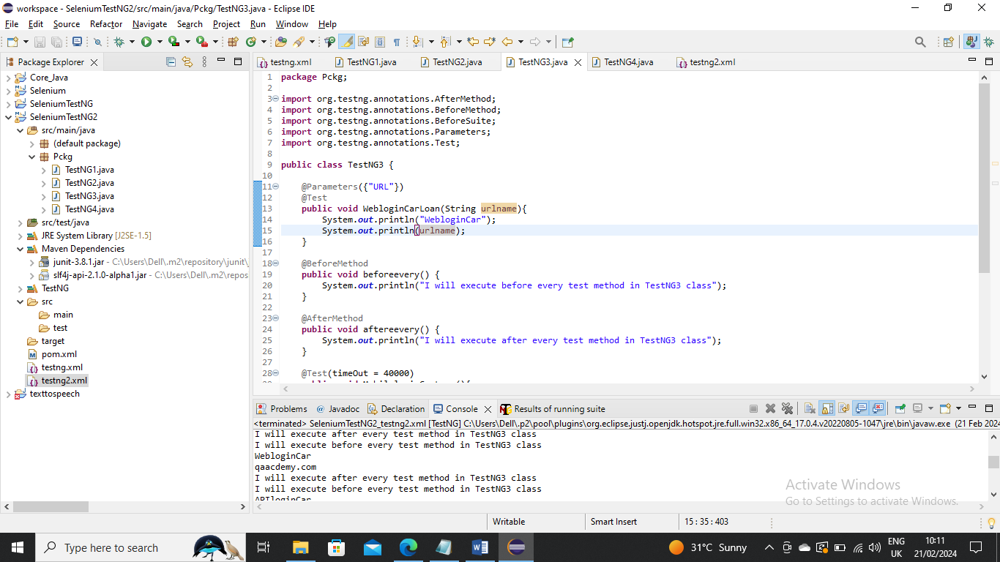 workspace - SeleniumTestNG2/src/main/java/Pckg/TestNG3.java - Eclipse IDE
File Edit Source Refactor Navigate Search Project Run Window Help
Package Explorer
Core_Java
Selenium
SeleniumTestNG
SeleniumTestNG2
src/main/java
(default package)
Pckg
TestNG1.java
TestNG2.java
TestNG3.java
TestNG4.java
src/test/java
JRE System Library [J2SE-1.5]
Maven Dependencies
junit-3.8.1.jar - C:\Users\Dell\.m2\repository\junit\
slf4j-api-2.1.0-alpha1.jar - C:\Users\Dell\.m2\repos
TestNG
src
main
test
target
pom.xml
testng.xml
testng2.xml
texttospeech
testng.xml TestNG1.java TestNG2.java TestNG3.java TestNG4.java testng2.xml
1 package Pckg;
2
3 import org.testng.annotations.AfterMethod;
4 import org.testng.annotations.BeforeMethod;
5 import org.testng.annotations.BeforeSuite;
6 import org.testng.annotations.Parameters;
7 import org.testng.annotations.Test;
8
9 public class TestNG3 {
10
11 @Parameters({"URL"})
12 @Test
13 public void WebloginCarLoan(String urlname){
14 System.out.println("WebloginCar");
15 System.out.println(urlname);
16 }
17
18 @BeforeMethod
19 public void beforeevery() {
20 System.out.println("I will execute before every test method in TestNG3 class");
21 }
22
23 @AfterMethod
24 public void aftereevery() {
25 System.out.println("I will execute after every test method in TestNG3 class");
26 }
27
28 @Test(timeOut = 40000)
Problems Javadoc Declaration Console Results of running suite
<terminated> SeleniumTestNG2_testng2.xml [TestNG] C:\Users\Dell\.p2\pool\plugins\org.eclipse.justj.openjdk.hotspot.jre.full.win32.x86_64_17.0.4.v20220805-1047\jre\bin\javaw.exe (21 Feb 2024
I will execute after every test method in TestNG3 class
I will execute before every test method in TestNG3 class
WebloginCar
qaacdemy.com
I will execute after every test method in TestNG3 class
I will execute before every test method in TestNG3 class
APIloginCar
Activate Windows
Go to Settings to activate Windows.
Writable Smart Insert 15 : 35 : 403
Type here to search
31°C Sunny
ENG
UK
10:11
21/02/2024